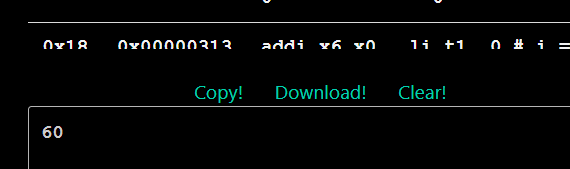 0x18 0x00000313 addi x6 x0 li t1, 0 # i =
Copy! Download! Clear!
60